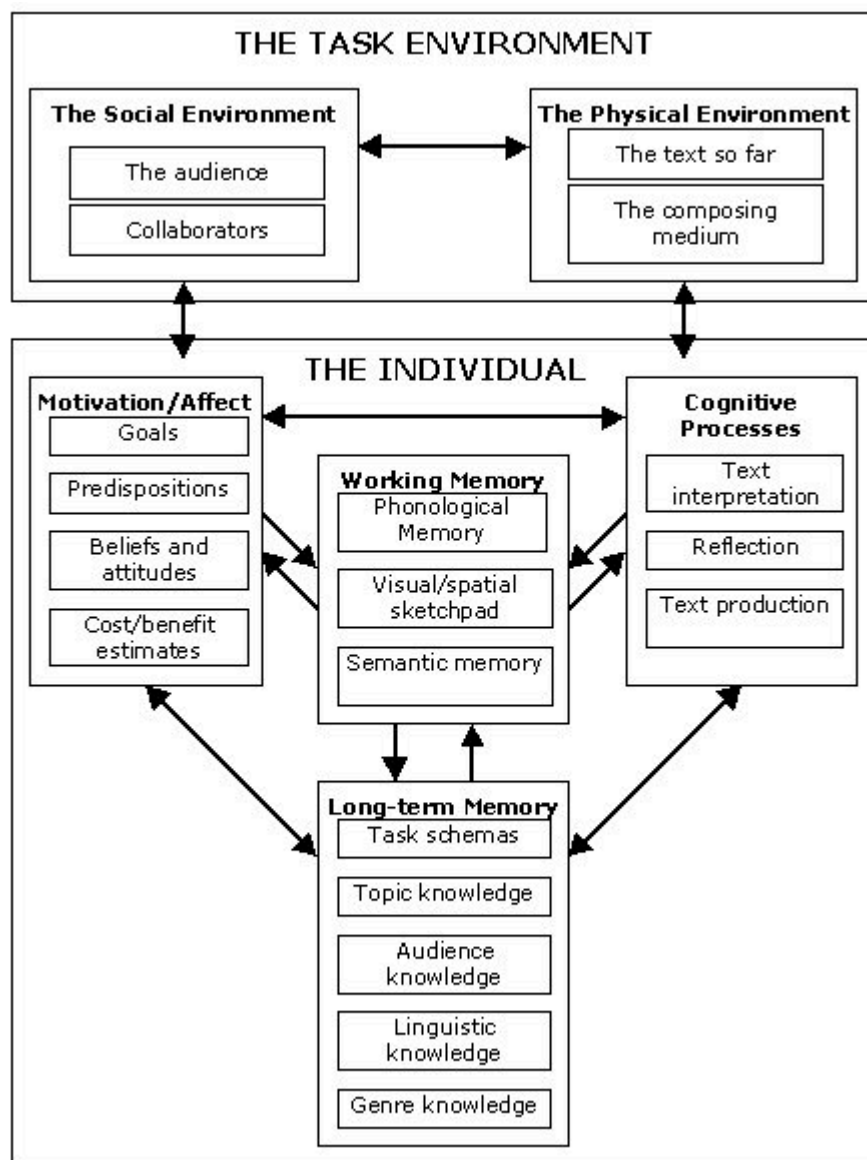 THE TASK ENVIRONMENT
The Social Environment
The audience
Collaborators
The Physical Environment
The text so far
The composing
medium
THE INDIVIDUAL
Motivation/Affect
Goals
Predispositions
Beliefs and
attitudes
Cost/benefit
estimates
Working Memory
Phonological
Memory
Visual/spatial
sketchpad
Semantic memory
Cognitive
Processes
Text
interpretation
Reflection
Text production
Long-term Memory
Task schemas
Topic knowledge
Audience
knowledge
Linguistic
knowledge
Genre knowledge